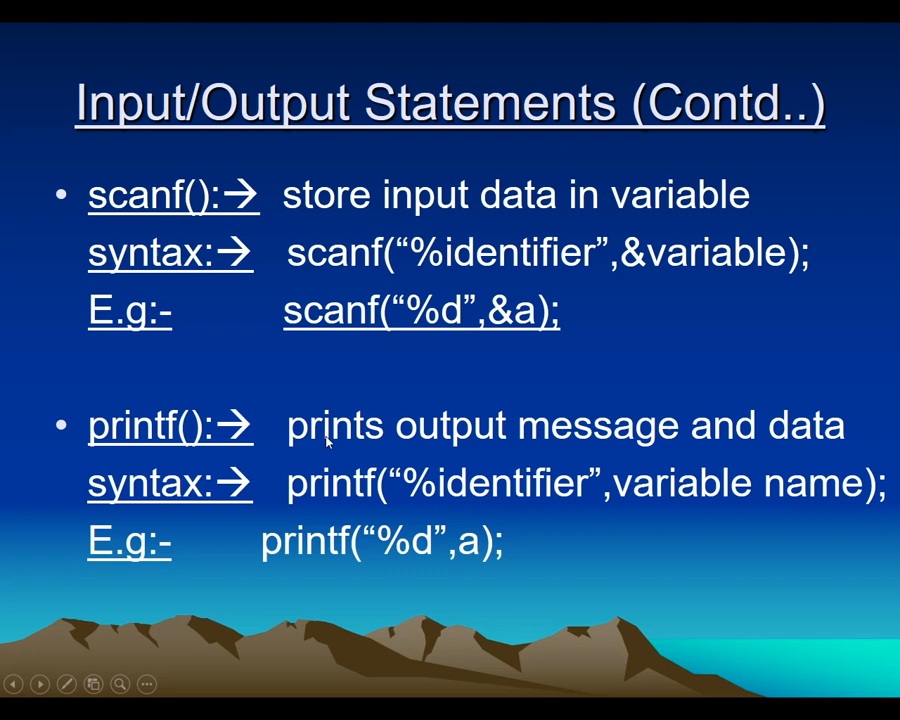 Input/Output Statements (Contd..)
• scanf():→ store input data in variable
syntax:→ scanf(“%identifier”,&variable);
E.g:- scanf(“%d”,&a);
• printf():→ prints output message and data
syntax:→ printf(“%identifier”,variable name);
E.g:- printf(“%d”,a);